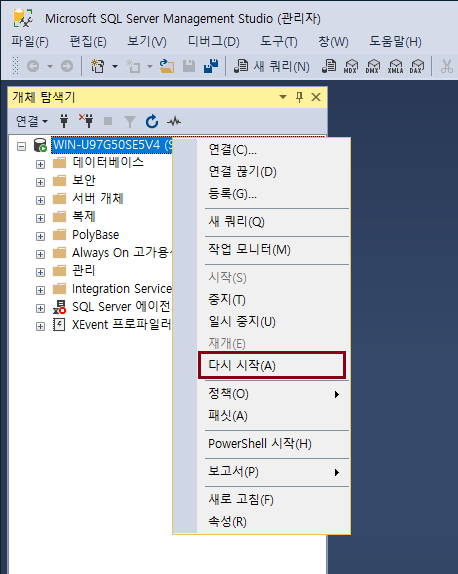 Microsoft SQL Server Management Studio (관리자)
파일(F) 편집(E) 보기(V) 디버그(D) 도구(T) 창(W) 도움말(H)
새 쿼리(N) MDX DMX XMLA DAX
개체 탐색기
연결
WIN-U97G50SE5V4 (S
데이터베이스
보안
서버 개체
복제
PolyBase
Always On 고가용
관리
Integration Service
SQL Server 에이전
XEvent 프로파일러
연결(C)...
연결 끊기(D)
등록(G)...
새 쿼리(Q)
작업 모니터(M)
시작(S)
중지(T)
일시 중지(U)
재개(E)
다시 시작(A)
정책(O)
패싯(A)
PowerShell 시작(H)
보고서(P)
새로 고침(F)
속성(R)